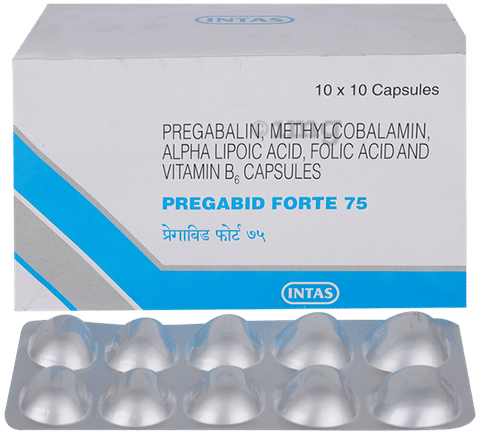 INTAS
10 x 10 Capsules
PREGABALIN, METHYLCOBALAMIN,
ALPHA LIPOIC ACID, FOLIC ACID AND
VITAMIN B₆ CAPSULES
PREGABID FORTE 75
प्रेगाबिड फोर्ट ७५
INTAS